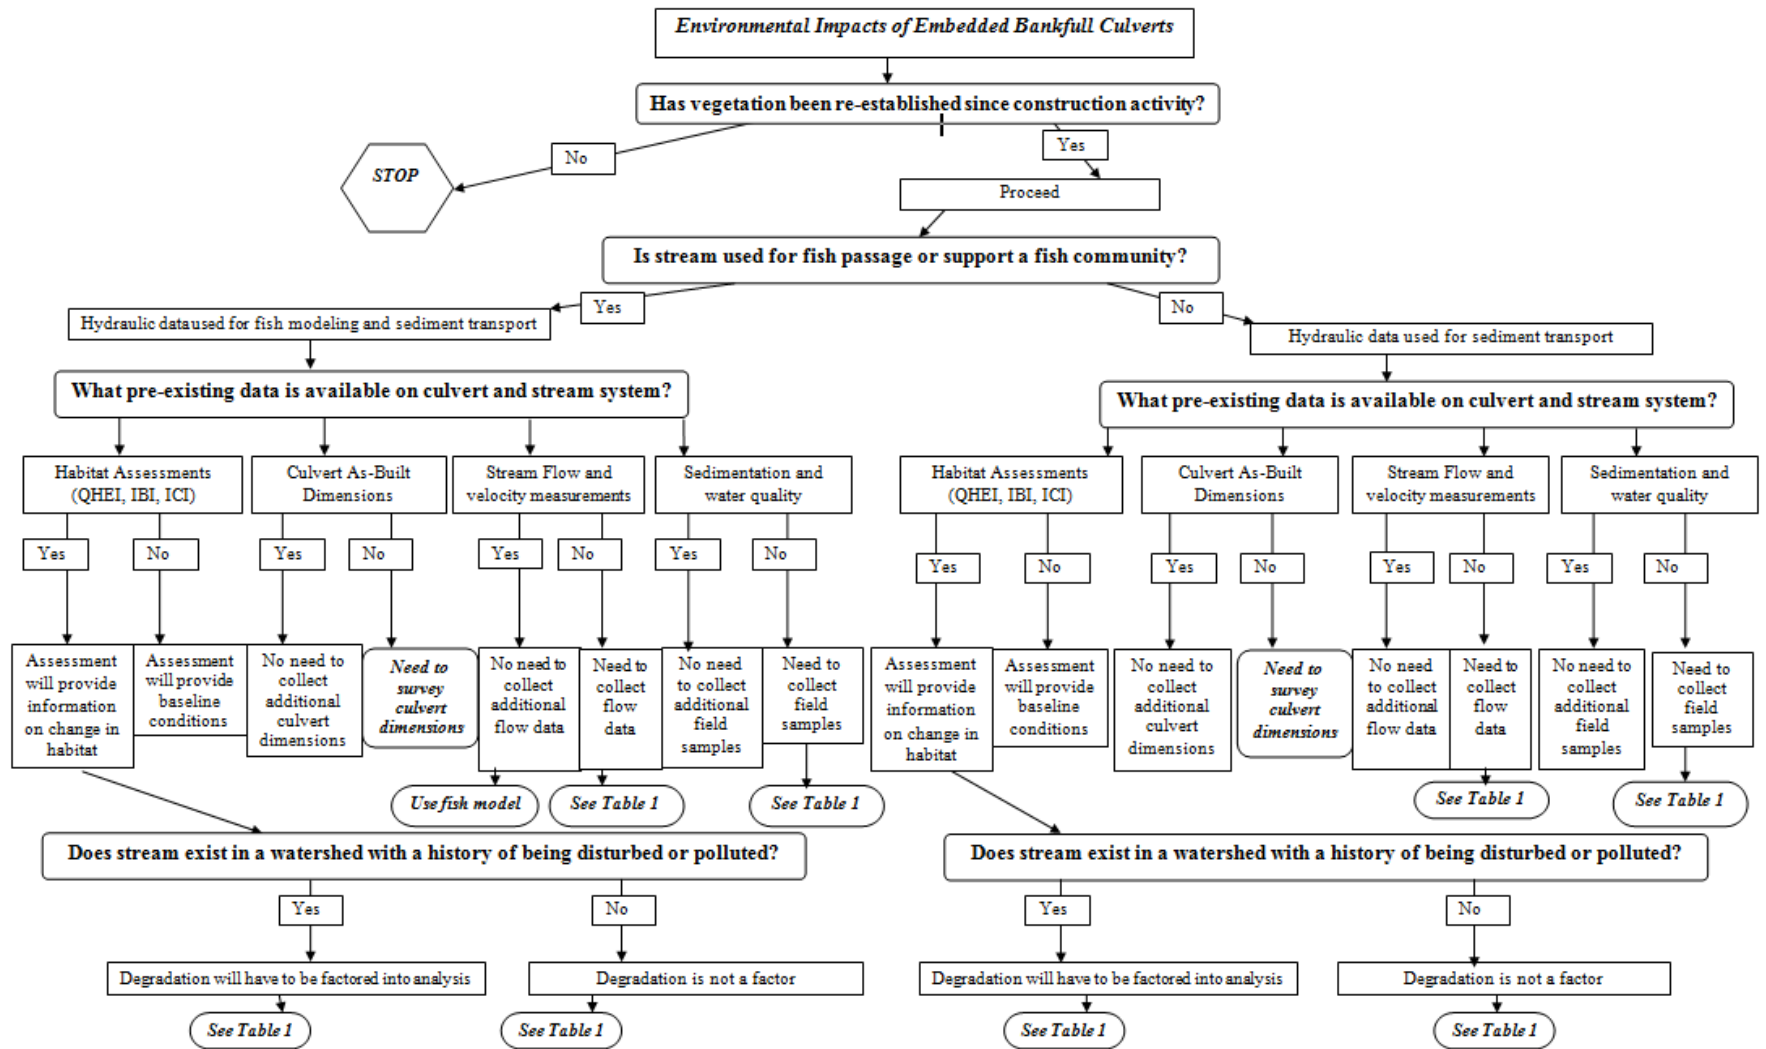 Environmental Impacts of Embedded Bankfull Culverts
Has vegetation been re-established since construction activity?
No
Yes
STOP
Proceed
Is stream used for fish passage or support a fish community?
Yes
No
Hydraulic data used for fish modeling and sediment transport
Hydraulic data used for sediment transport
What pre-existing data is available on culvert and stream system?
What pre-existing data is available on culvert and stream system?
Habitat Assessments
(QHEI, IBI, ICI)
Culvert As-Built
Dimensions
Stream Flow and
velocity measurements
Sedimentation and
water quality
Habitat Assessments
(QHEI, IBI, ICI)
Culvert As-Built
Dimensions
Stream Flow and
velocity measurements
Sedimentation and
water quality
Yes
No
Yes
No
Yes
No
Yes
No
Yes
No
Yes
No
Yes
No
Yes
No
Assessment
will provide
information
on change in
habitat
Assessment
will provide
baseline
conditions
No need to
collect
additional
culvert
dimensions
Need to
survey
culvert
dimensions
No need to
collect
additional
flow data
Need to
collect
flow
data
No need
to collect
additional
field
samples
Need to
collect
field
samples
Assessment
will provide
information
on change in
habitat
Assessment
will provide
baseline
conditions
No need to
collect
additional
culvert
dimensions
Need to
survey
culvert
dimensions
No need
to collect
additional
flow data
Need to
collect
flow
data
No need to
collect
additional
field
samples
Need to
collect
field
samples
Use fish model
See Table 1
See Table 1
See Table 1
See Table 1
Does stream exist in a watershed with a history of being disturbed or polluted?
Does stream exist in a watershed with a history of being disturbed or polluted?
Yes
No
Yes
No
Degradation will have to be factored into analysis
Degradation is not a factor
Degradation will have to be factored into analysis
Degradation is not a factor
See Table 1
See Table 1
See Table 1
See Table 1